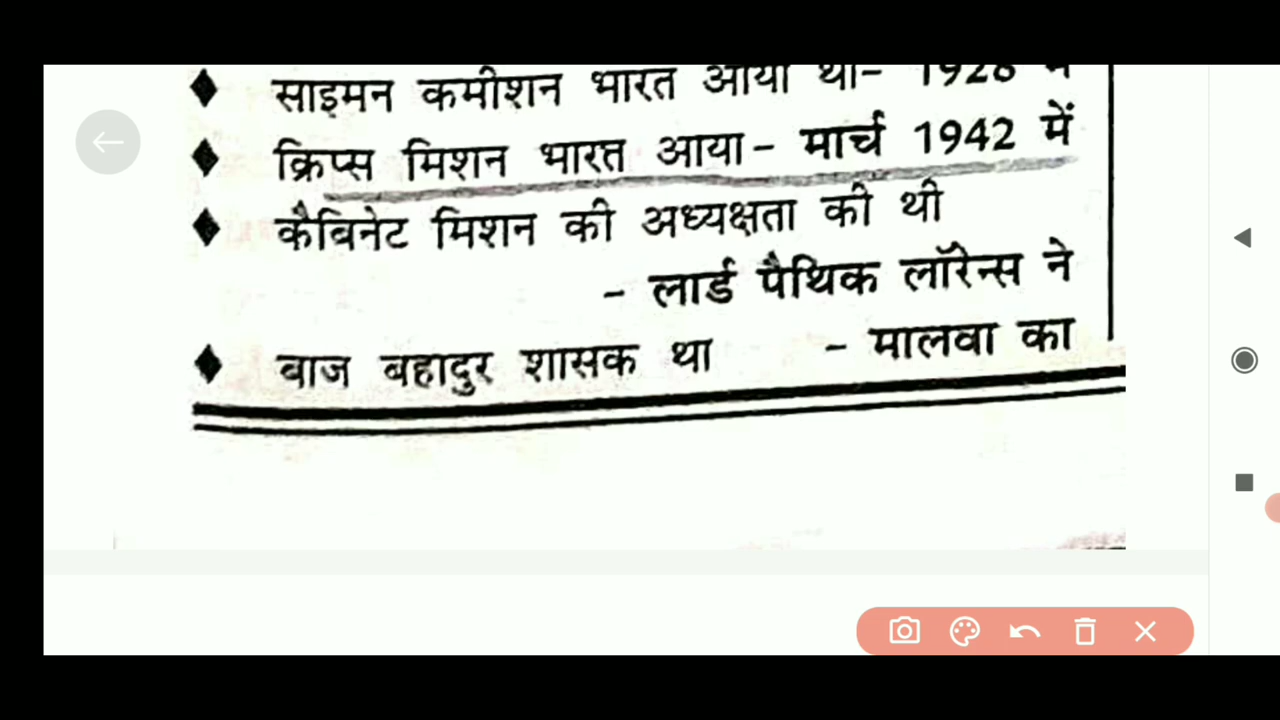 साइमन कमीशन भारत आया था- 1928 में
क्रिप्स मिशन भारत आया- मार्च 1942 में
कैबिनेट मिशन की अध्यक्षता की थी
- लार्ड पैथिक लॉरेन्स ने
बाज बहादुर शासक था - मालवा का